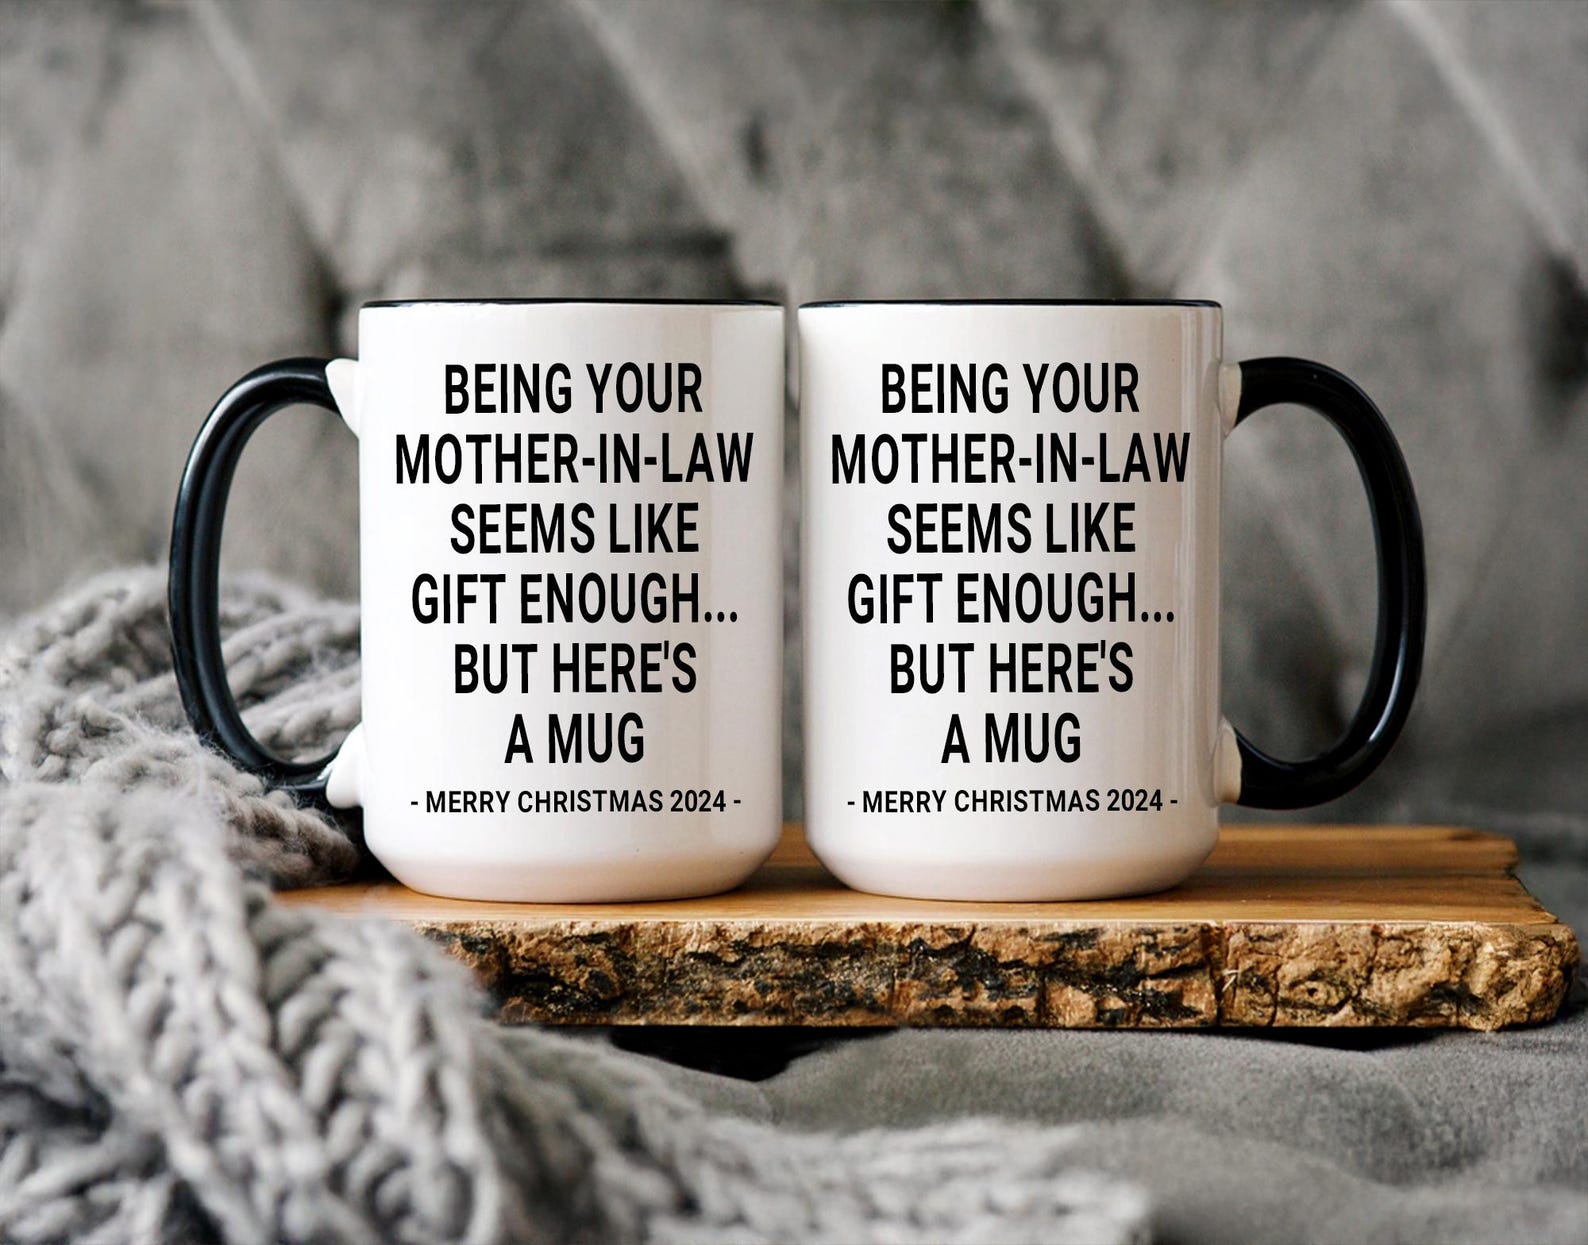 BEING YOUR
MOTHER-IN-LAW
SEEMS LIKE
GIFT ENOUGH...
BUT HERE'S
A MUG
- MERRY CHRISTMAS 2024 -
BEING YOUR
MOTHER-IN-LAW
SEEMS LIKE
GIFT ENOUGH...
BUT HERE'S
A MUG
- MERRY CHRISTMAS 2024 -